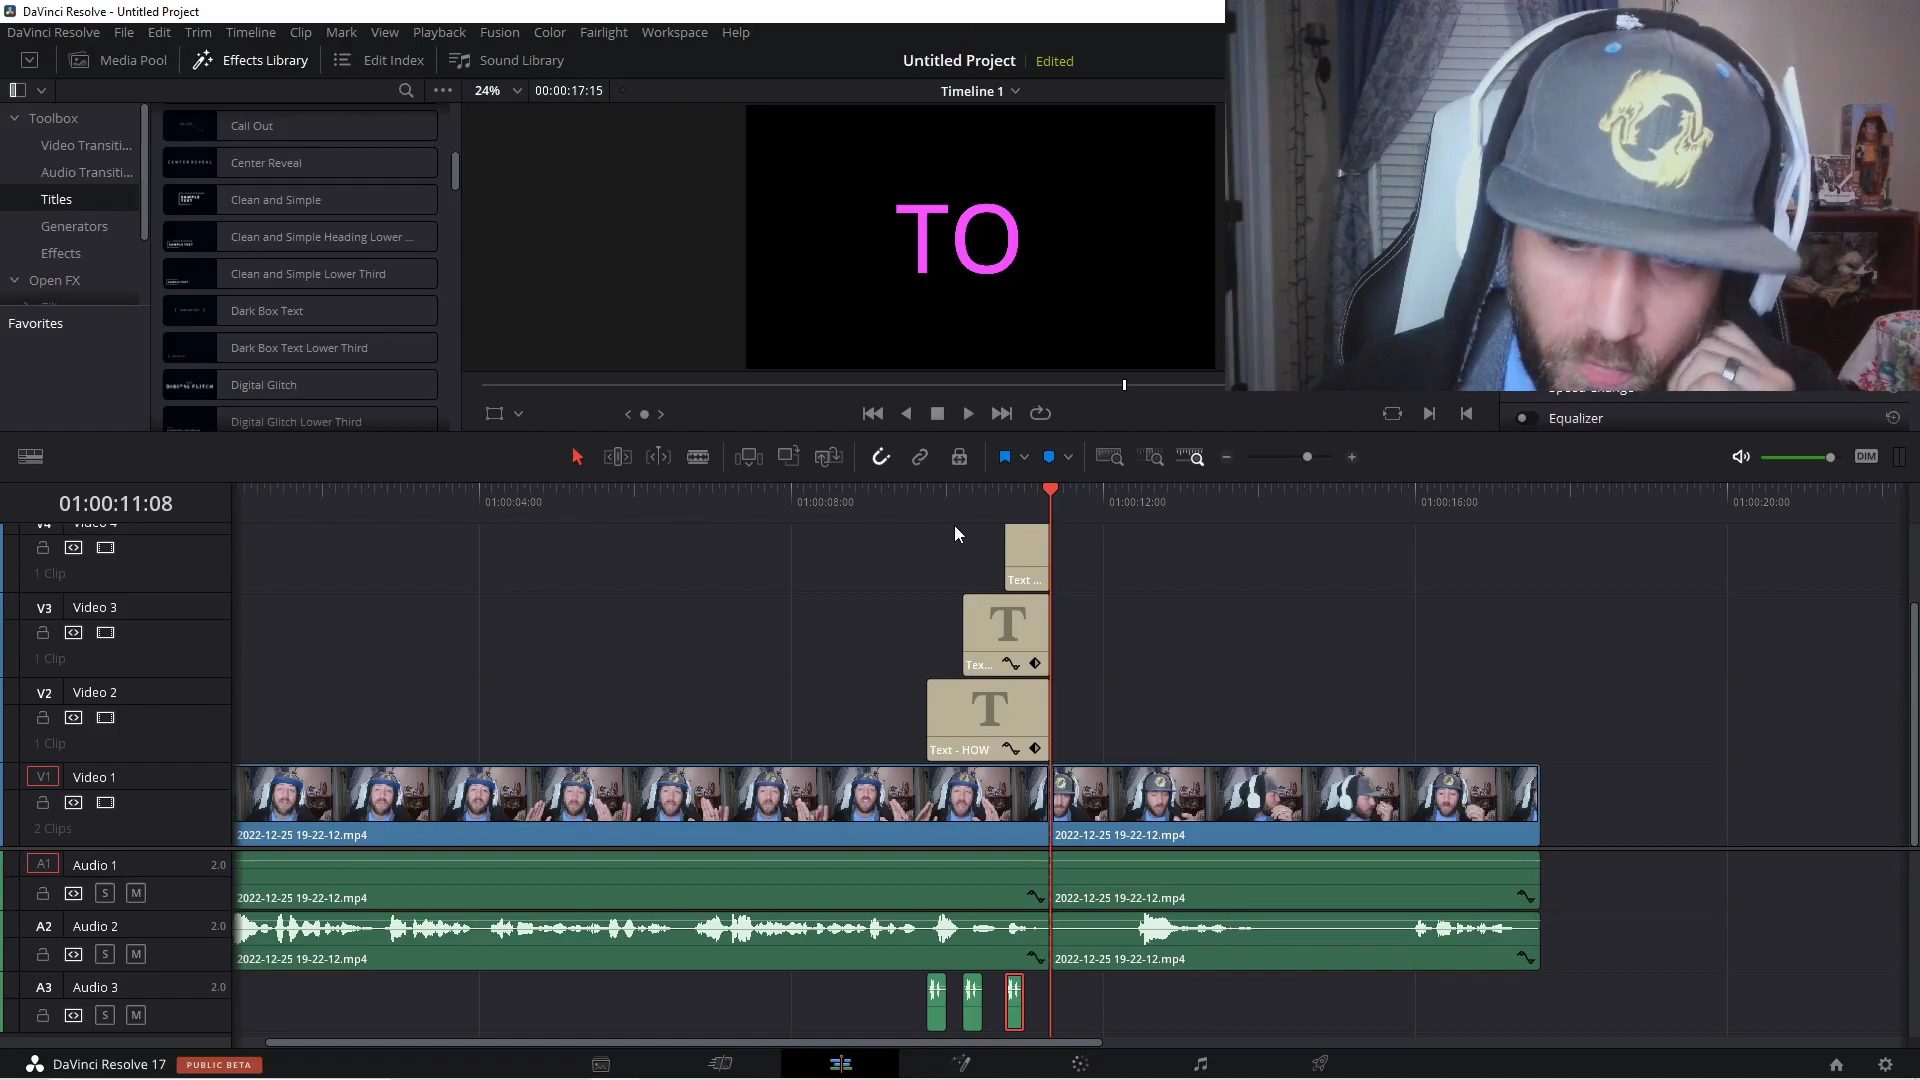 DaVinci Resolve - Untitled Project
DaVinci Resolve File Edit Trim Timeline Clip Mark View Playback Fusion Color Fairlight Workspace Help
Media Pool Effects Library Edit Index Sound Library Untitled Project Edited
24% 00:00:17:15 Timeline 1
Toolbox
Video Transiti...
Audio Transiti...
Titles
Generators
Effects
Open FX
Favorites
Call Out
CENTER REVEAL Center Reveal
Clean and Simple
Clean and Simple Heading Lower ...
Clean and Simple Lower Third
Dark Box Text
Dark Box Text Lower Third
DIGITAL GLITCH Digital Glitch
Digital Glitch Lower Third
TO
Speed Change
Equalizer
DIM
01:00:11:08
01:00:04:00 01:00:08:00 01:00:12:00 01:00:16:00 01:00:20:00
V4 Video 4
1 Clip
Text ...
V3 Video 3
1 Clip
T
Tex...
V2 Video 2
1 Clip
T
Text - HOW
V1 Video 1
2 Clips
2022-12-25 19-22-12.mp4 2022-12-25 19-22-12.mp4
A1 Audio 1 2.0
S M
2022-12-25 19-22-12.mp4 2022-12-25 19-22-12.mp4
A2 Audio 2 2.0
S M
2022-12-25 19-22-12.mp4 2022-12-25 19-22-12.mp4
A3 Audio 3 2.0
S M
DaVinci Resolve 17 PUBLIC BETA